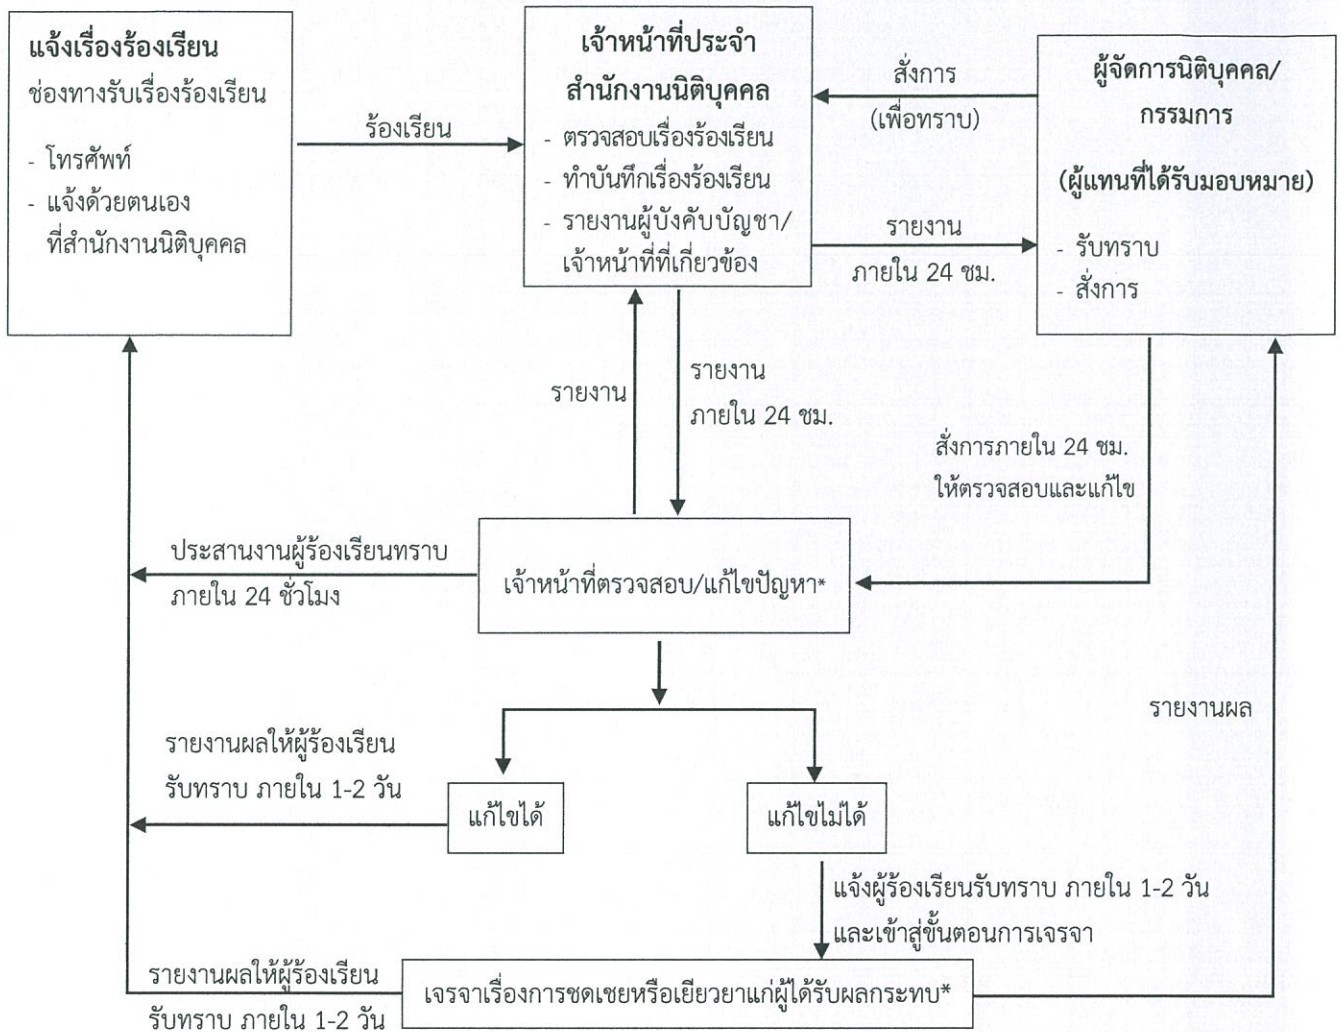 แจ้งเรื่องร้องเรียน
ช่องทางรับเรื่องร้องเรียน
- โทรศัพท์
- แจ้งด้วยตนเอง
ที่สำนักงานนิติบุคคล
ร้องเรียน
เจ้าหน้าที่ประจำ
สำนักงานนิติบุคคล
- ตรวจสอบเรื่องร้องเรียน
- ทำบันทึกเรื่องร้องเรียน
- รายงานผู้บังคับบัญชา/
เจ้าหน้าที่ที่เกี่ยวข้อง
สั่งการ
(เพื่อทราบ)
รายงาน
ภายใน 24 ชม.
ผู้จัดการนิติบุคคล/
กรรมการ
(ผู้แทนที่ได้รับมอบหมาย)
- รับทราบ
- สั่งการ
รายงาน
รายงาน
ภายใน 24 ชม.
สั่งการภายใน 24 ชม.
ให้ตรวจสอบและแก้ไข
ประสานงานผู้ร้องเรียนทราบ
ภายใน 24 ชั่วโมง
เจ้าหน้าที่ตรวจสอบ/แก้ไขปัญหา*
รายงานผล
รายงานผลให้ผู้ร้องเรียน
รับทราบ ภายใน 1-2 วัน
แก้ไขได้
แก้ไขไม่ได้
แจ้งผู้ร้องเรียนรับทราบ ภายใน 1-2 วัน
และเข้าสู่ขั้นตอนการเจรจา
รายงานผลให้ผู้ร้องเรียน
รับทราบ ภายใน 1-2 วัน
เจรจาเรื่องการชดเชยหรือเยียวยาแก่ผู้ได้รับผลกระทบ*